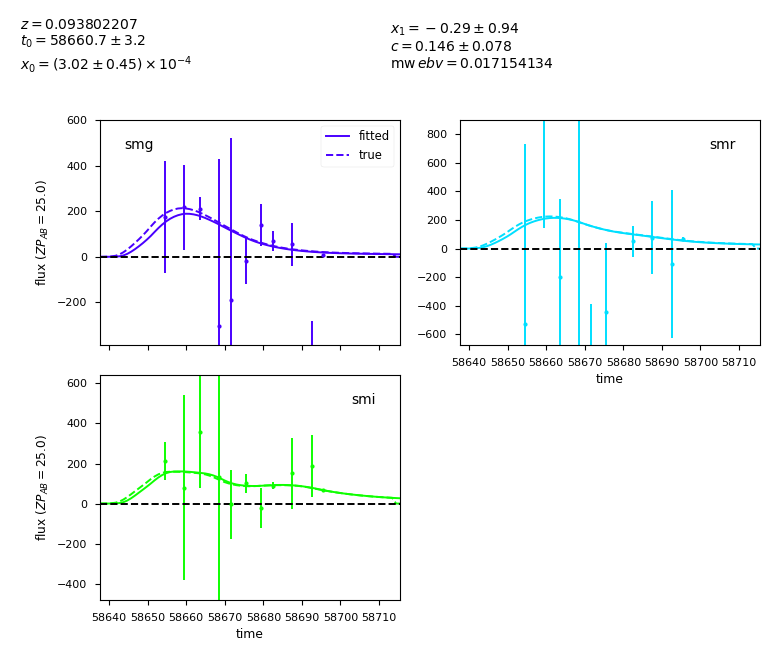 z = 0.093802207
t₀ = 58660.7 ± 3.2
x₀ = (3.02 ± 0.45) × 10⁻⁴
x₁ = −0.29 ± 0.94
c = 0.146 ± 0.078
mw ebv = 0.017154134
smg
fitted
true
600
400
200
0
−200
flux (ZP_AB = 25.0)
smr
800
600
400
200
0
−200
−400
−600
58640 58650 58660 58670 58680 58690 58700 58710
time
smi
600
400
200
0
−200
−400
flux (ZP_AB = 25.0)
58640 58650 58660 58670 58680 58690 58700 58710
time